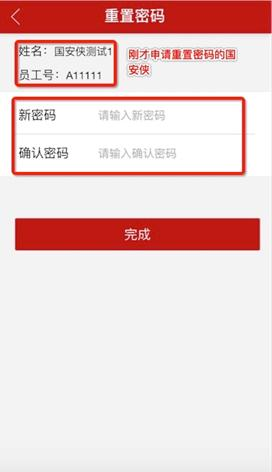 重置密码
姓名：国安侠测试1
员工号：A11111
刚才申请重置密码的国
安侠
新密码 请输入新密码
确认密码 请输入确认密码
完成